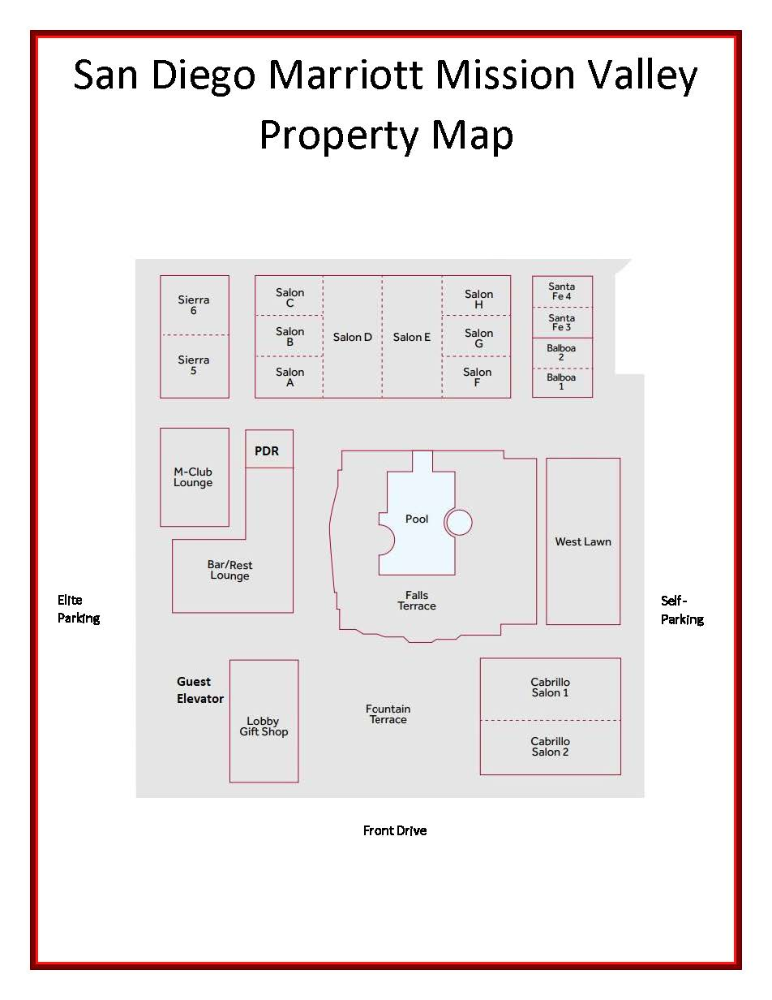 San Diego Marriott Mission Valley
Property Map
Sierra
6
Sierra
5
Salon
C
Salon
B
Salon
A
Salon D
Salon E
Salon
H
Salon
G
Salon
F
Santa
Fe 4
Santa
Fe 3
Balboa
2
Balboa
1
M-Club
Lounge
PDR
Bar/Rest
Lounge
Pool
Falls
Terrace
West Lawn
Elite
Parking
Self-
Parking
Guest
Elevator
Lobby
Gift Shop
Fountain
Terrace
Cabrillo
Salon 1
Cabrillo
Salon 2
Front Drive